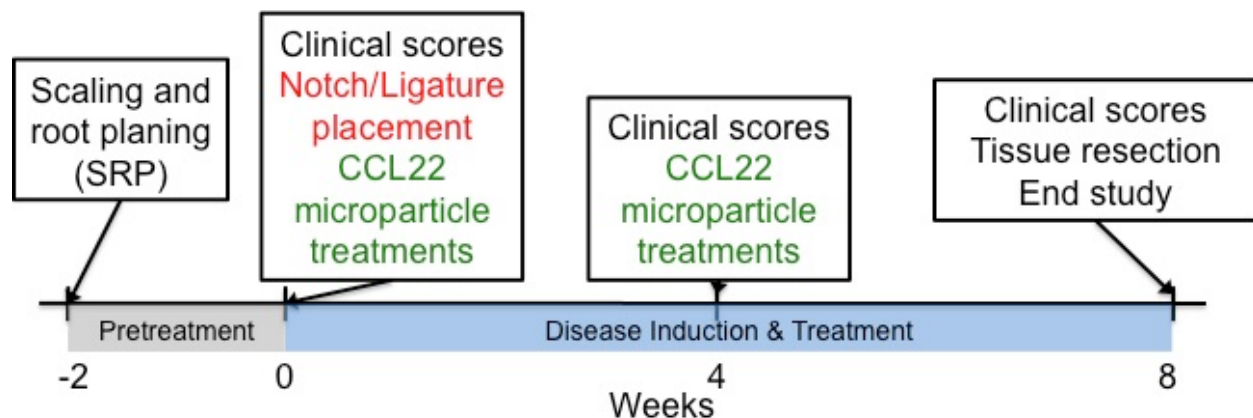 Scaling and
root planing
(SRP)
Clinical scores
Notch/Ligature
placement
CCL22
microparticle
treatments
Clinical scores
CCL22
microparticle
treatments
Clinical scores
Tissue resection
End study
Pretreatment
Disease Induction & Treatment
-2
0
4
8
Weeks